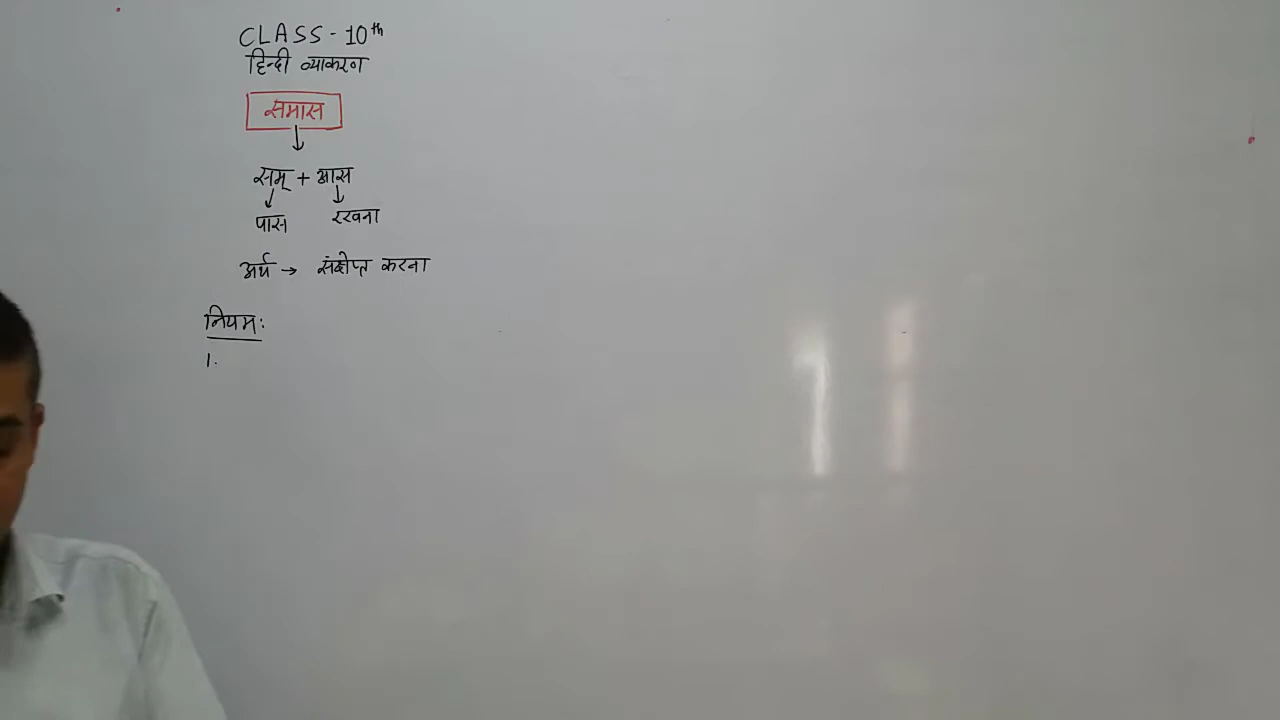 CLASS - 10th
हिन्दी व्याकरण
समास
सम् + आस
पास रखना
अर्थ → संक्षेप्त करना
नियम:
1.